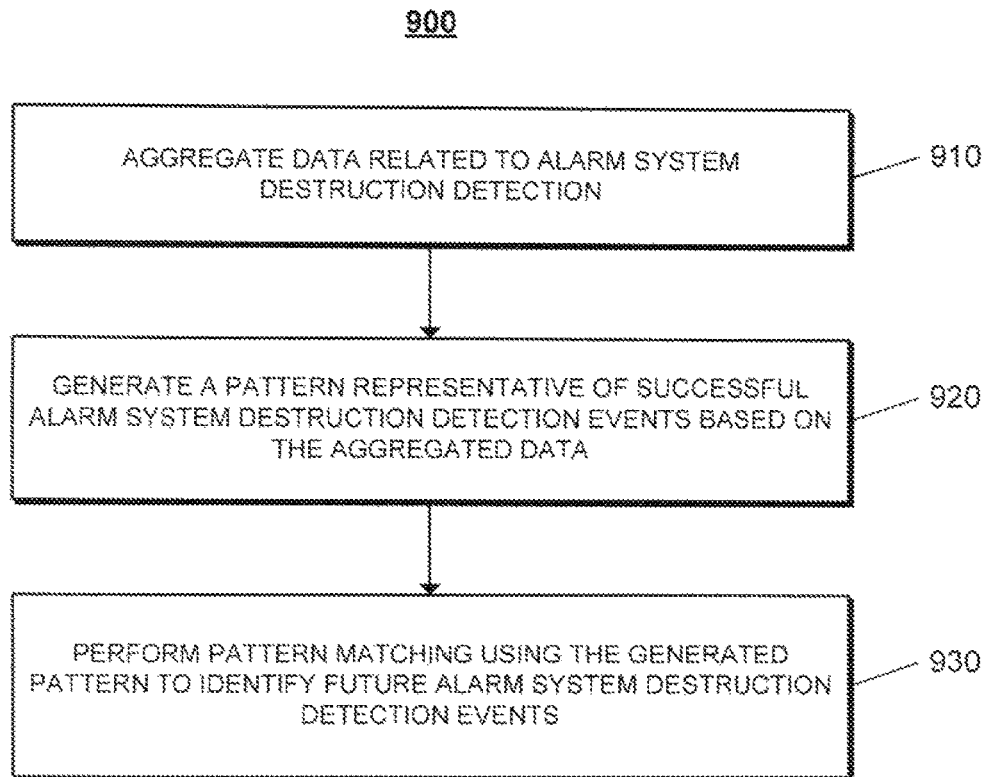 900
AGGREGATE DATA RELATED TO ALARM SYSTEM
DESTRUCTION DETECTION
910
GENERATE A PATTERN REPRESENTATIVE OF SUCCESSFUL
ALARM SYSTEM DESTRUCTION DETECTION EVENTS BASED ON
THE AGGREGATED DATA
920
PERFORM PATTERN MATCHING USING THE GENERATED
PATTERN TO IDENTIFY FUTURE ALARM SYSTEM DESTRUCTION
DETECTION EVENTS
930